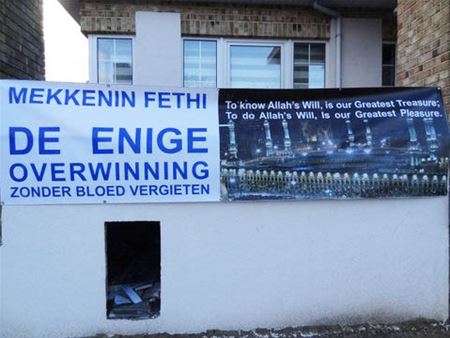 MEKKENIN FETHI
DE ENIGE
OVERWINNING
ZONDER BLOED VERGIETEN
To know Allah's Will, is our Greatest Treasure;
To do Allah's Will, Is our Greatest Pleasure.